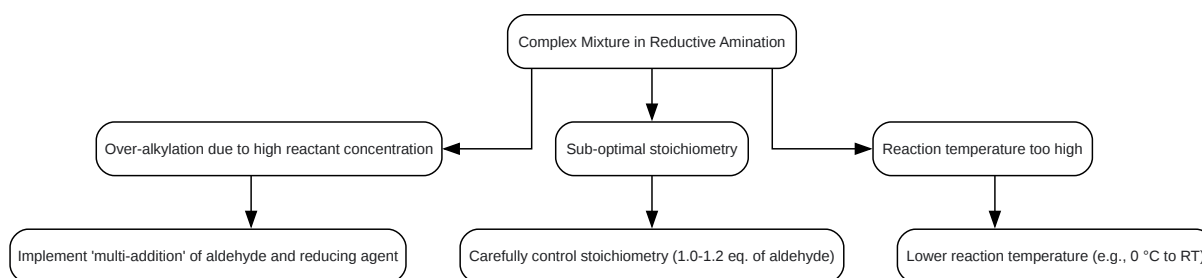 Complex Mixture in Reductive Amination
Over-alkylation due to high reactant concentration
Sub-optimal stoichiometry
Reaction temperature too high
Implement 'multi-addition' of aldehyde and reducing agent
Carefully control stoichiometry (1.0-1.2 eq. of aldehyde)
Lower reaction temperature (e.g., 0 °C to RT)